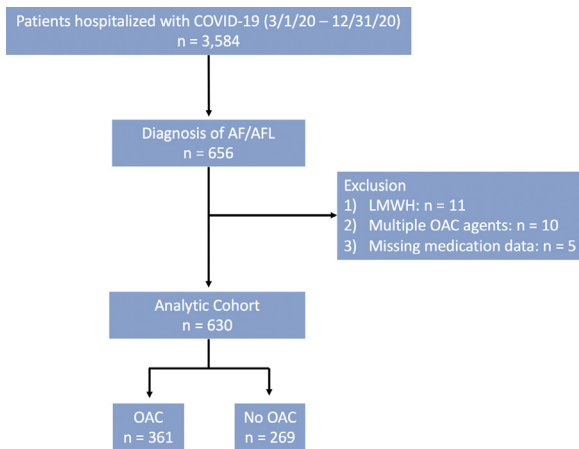 Patients hospitalized with COVID-19 (3/1/20 – 12/31/20)
n = 3,584
Diagnosis of AF/AFL
n = 656
Exclusion
1) LMWH: n = 11
2) Multiple OAC agents: n = 10
3) Missing medication data: n = 5
Analytic Cohort
n = 630
OAC
n = 361
No OAC
n = 269